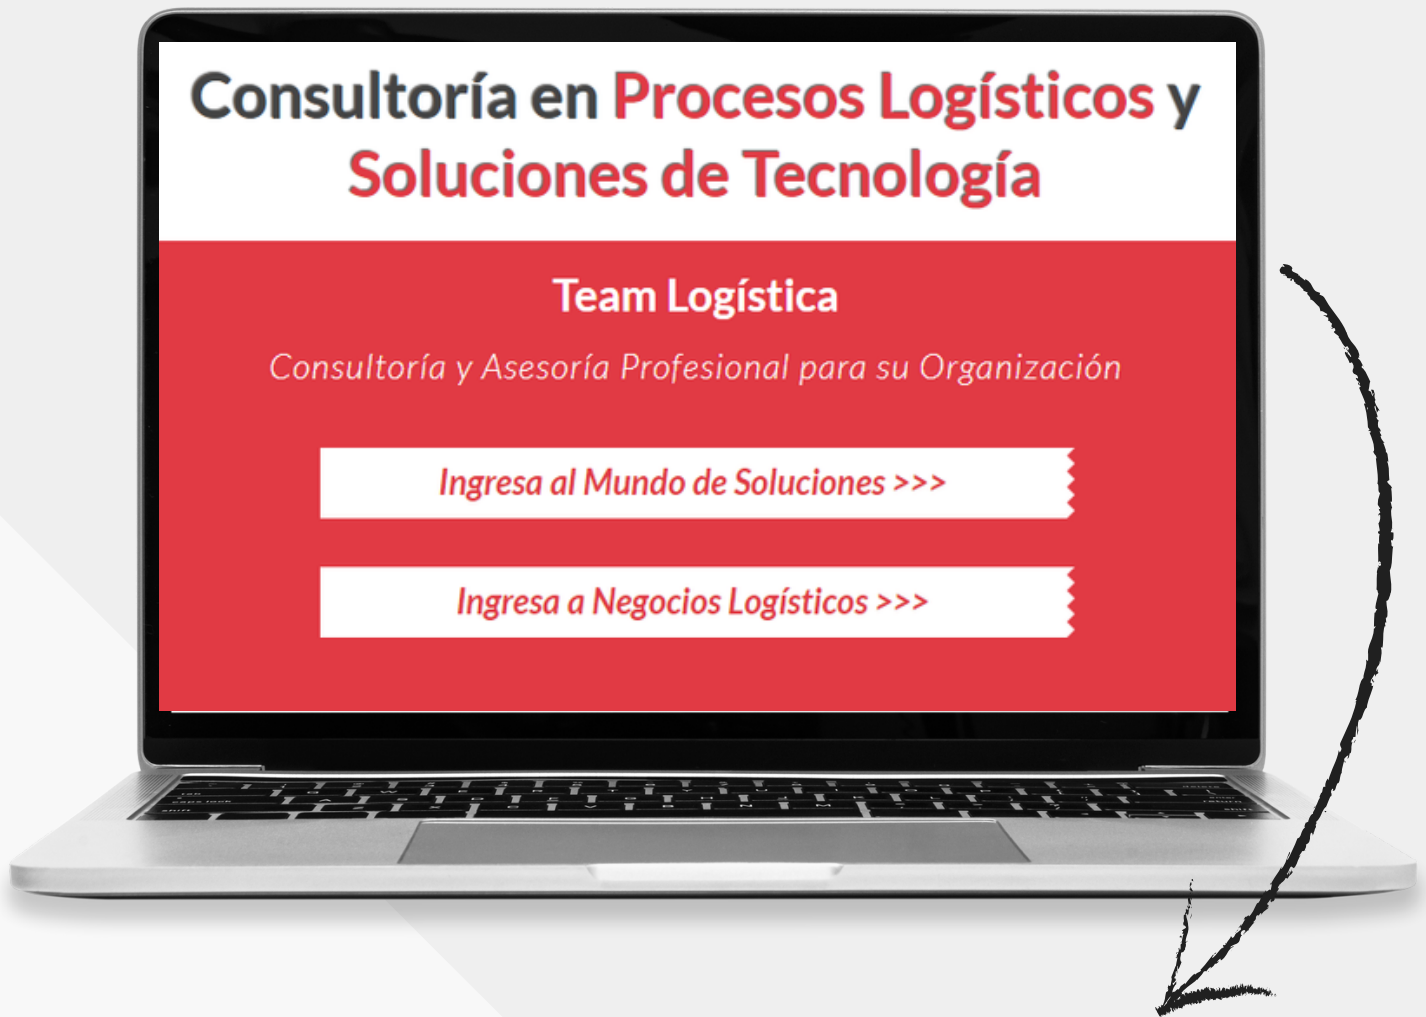 Consultoría en Procesos Logísticos y
Soluciones de Tecnología
Team Logística
Consultoría y Asesoría Profesional para su Organización
Ingresa al Mundo de Soluciones >>>
Ingresa a Negocios Logísticos >>>